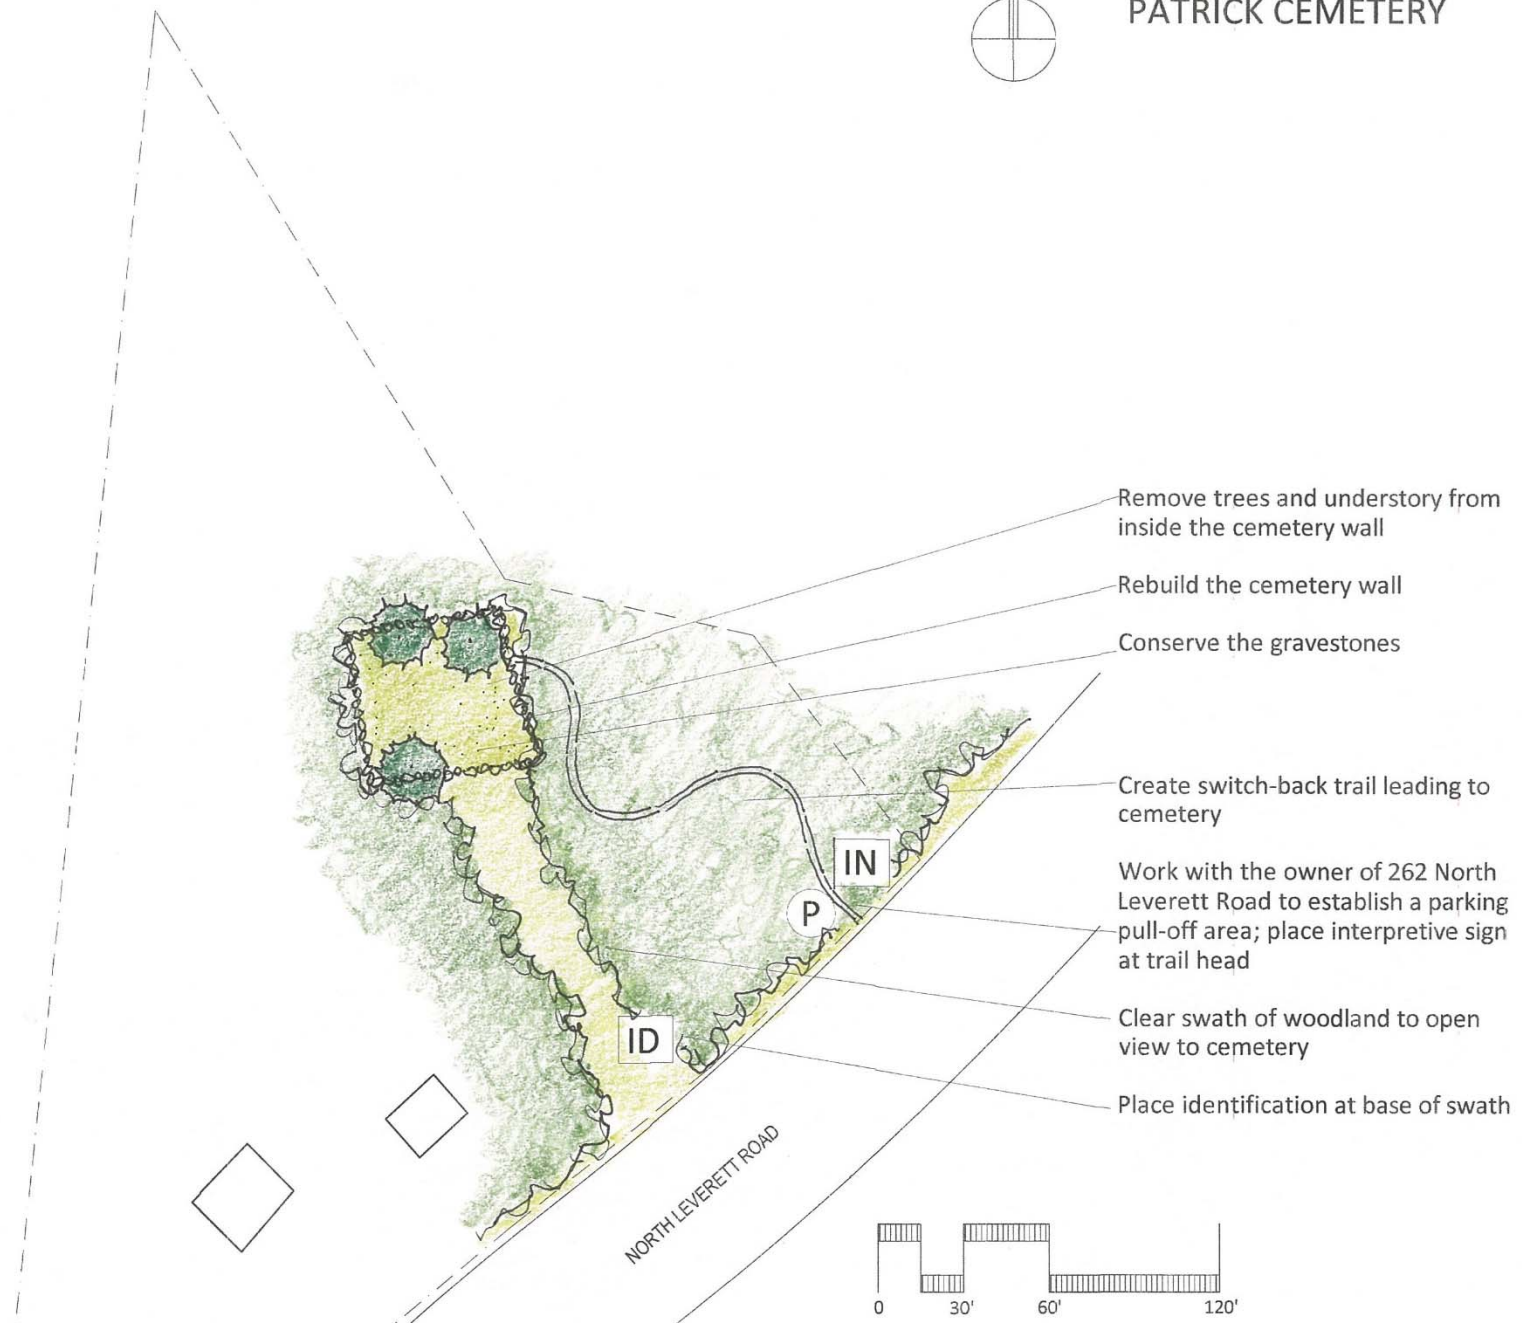 PATRICK CEMETERY
Remove trees and understory from
inside the cemetery wall
Rebuild the cemetery wall
Conserve the gravestones
Create switch-back trail leading to
cemetery
IN
Work with the owner of 262 North
Leverett Road to establish a parking
pull-off area; place interpretive sign
at trail head
P
Clear swath of woodland to open
view to cemetery
ID
Place identification at base of swath
NORTH LEVERETT ROAD
0 30' 60' 120'